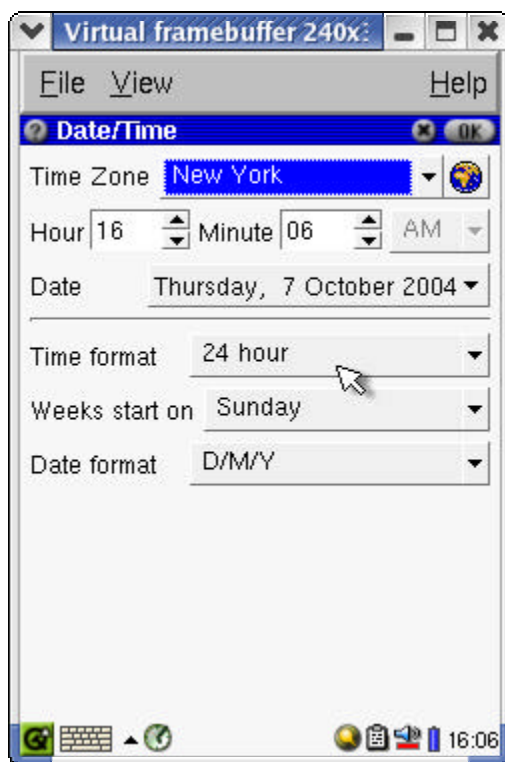 Virtual framebuffer 240x
File View Help
Date/Time OK
Time Zone New York
Hour 16 Minute 06 AM
Date Thursday, 7 October 2004
Time format 24 hour
Weeks start on Sunday
Date format D/M/Y
16:06